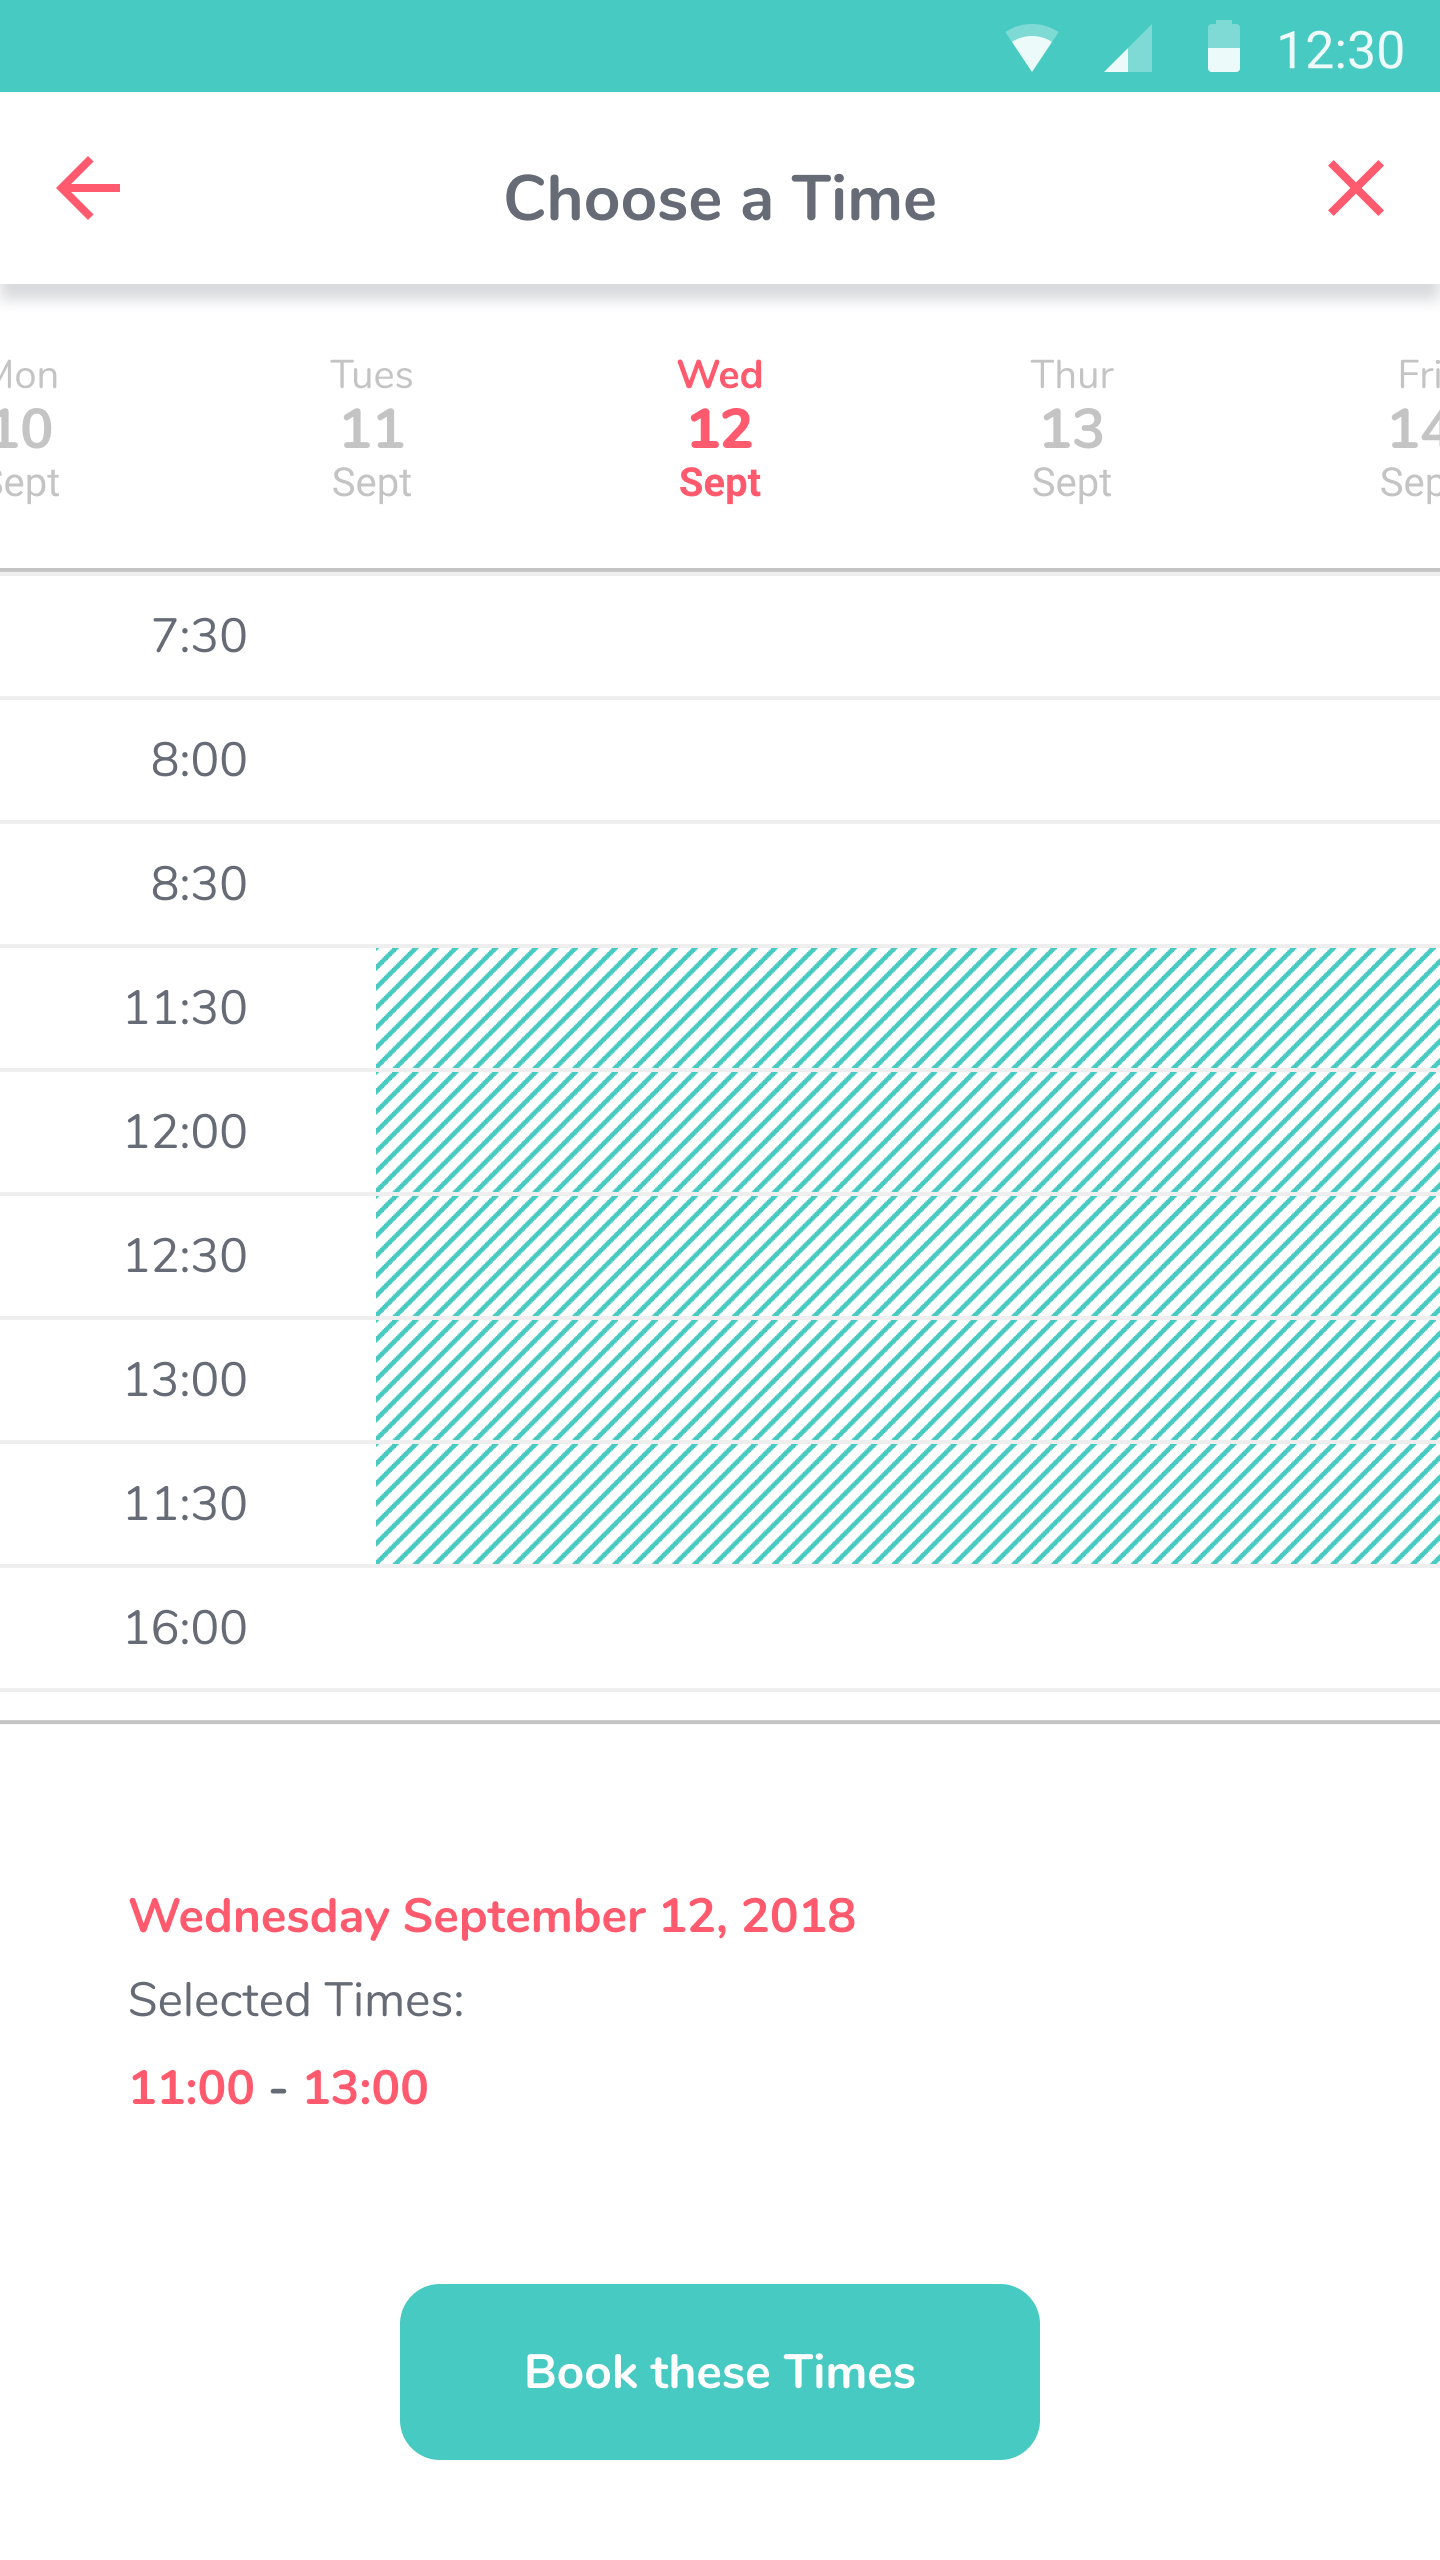 12:30
Choose a Time
Mon Tues Wed Thur Fri
10 11 12 13 14
Sept Sept Sept Sept Sep
7:30
8:00
8:30
11:30
12:00
12:30
13:00
11:30
16:00
Wednesday September 12, 2018
Selected Times:
11:00 - 13:00
Book these Times